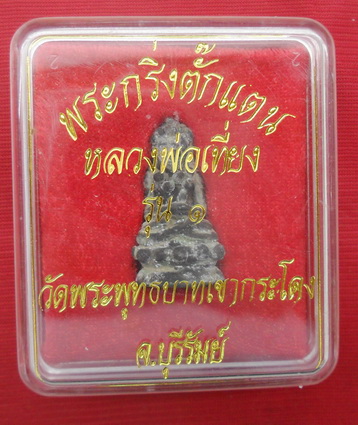 พระกริ่งตั๊กแตน
หลวงพ่อเที่ยง
รุ่น ๑
วัดพระพุทธบาทเขากระโดง
จ.บุรีรัมย์